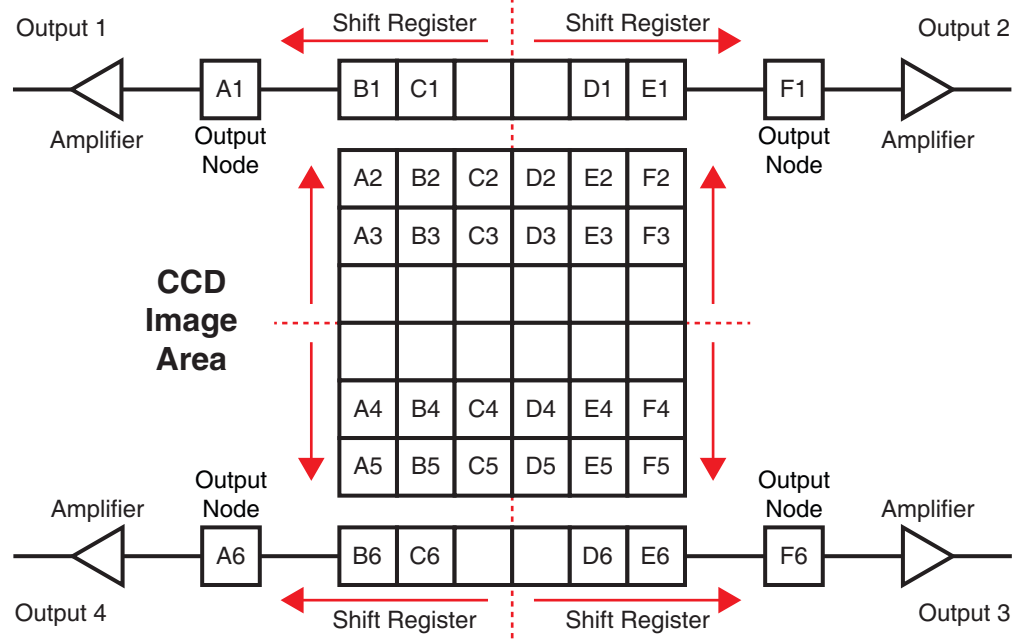 Output 1
Shift Register
Shift Register
Output 2
A1
B1 C1 D1 E1
F1
Amplifier
Output
Node
Output
Node
Amplifier
A2 B2 C2 D2 E2 F2
A3 B3 C3 D3 E3 F3
CCD
Image
Area
A4 B4 C4 D4 E4 F4
A5 B5 C5 D5 E5 F5
Amplifier
Output
Node
Output
Node
Amplifier
A6
B6 C6 D6 E6
F6
Output 4
Shift Register
Shift Register
Output 3